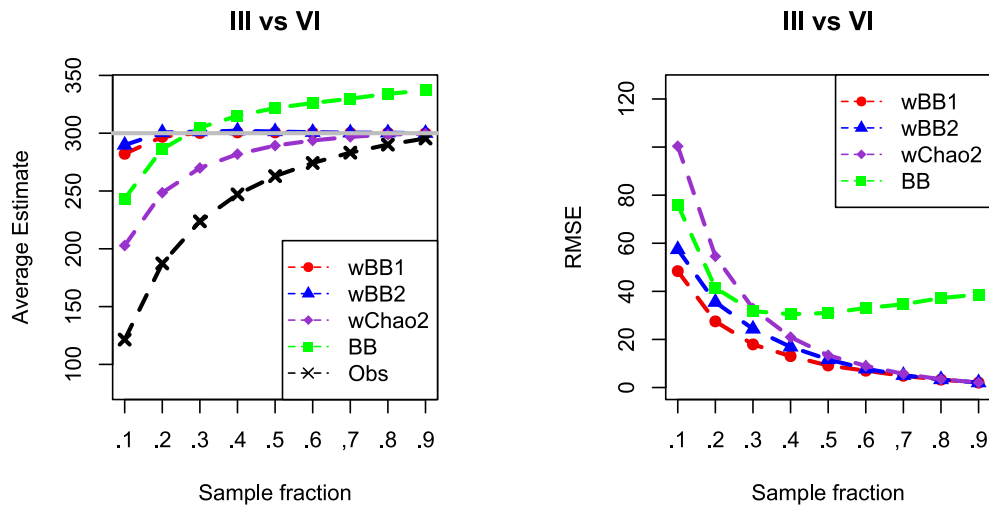 III vs VI
Average Estimate
350
300
250
200
150
100
wBB1
wBB2
wChao2
BB
Obs
.1 .2 .3 .4 .5 .6 ,7 .8 .9
Sample fraction
III vs VI
RMSE
120
80
60
40
20
0
wBB1
wBB2
wChao2
BB
.1 .2 .3 .4 .5 .6 ,7 .8 .9
Sample fraction